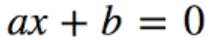 ax + b = 0